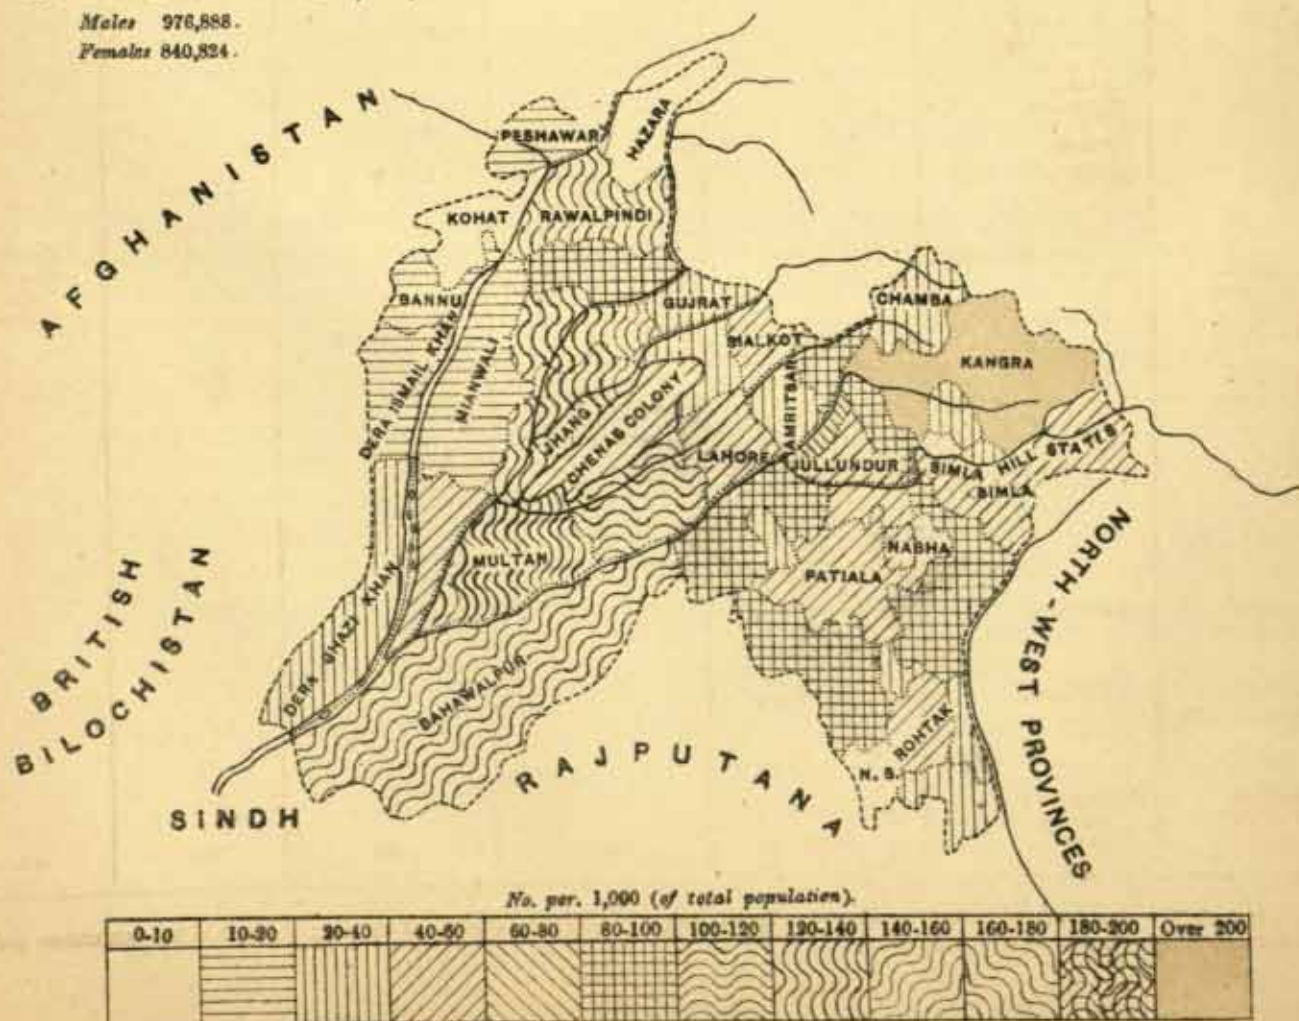 Males 976,888.
Females 840,824.
AFGHANISTAN
PESHAWAR
HAZARA
KOHAT
RAWALPINDI
BANNU
GUJRAT
CHAMBA
SIALKOT
KANGRA
DERA ISMAIL KHAN
MIANWALI
AMRITSAR
JHANG
CHENAB COLONY
LAHORE
JULLUNDUR
SIMLA HILL STATES
SIMLA
MULTAN
NABHA
PATIALA
NORTH-WEST PROVINCES
BRITISH
BILOCHISTAN
DERA GHAZI KHAN
BAHAWALPUR
ROHTAK
N. S.
RAJPUTANA
SINDH
No. per. 1,000 (of total population).
0-10 10-20 20-40 40-60 60-80 80-100 100-120 120-140 140-160 160-180 180-200 Over 200